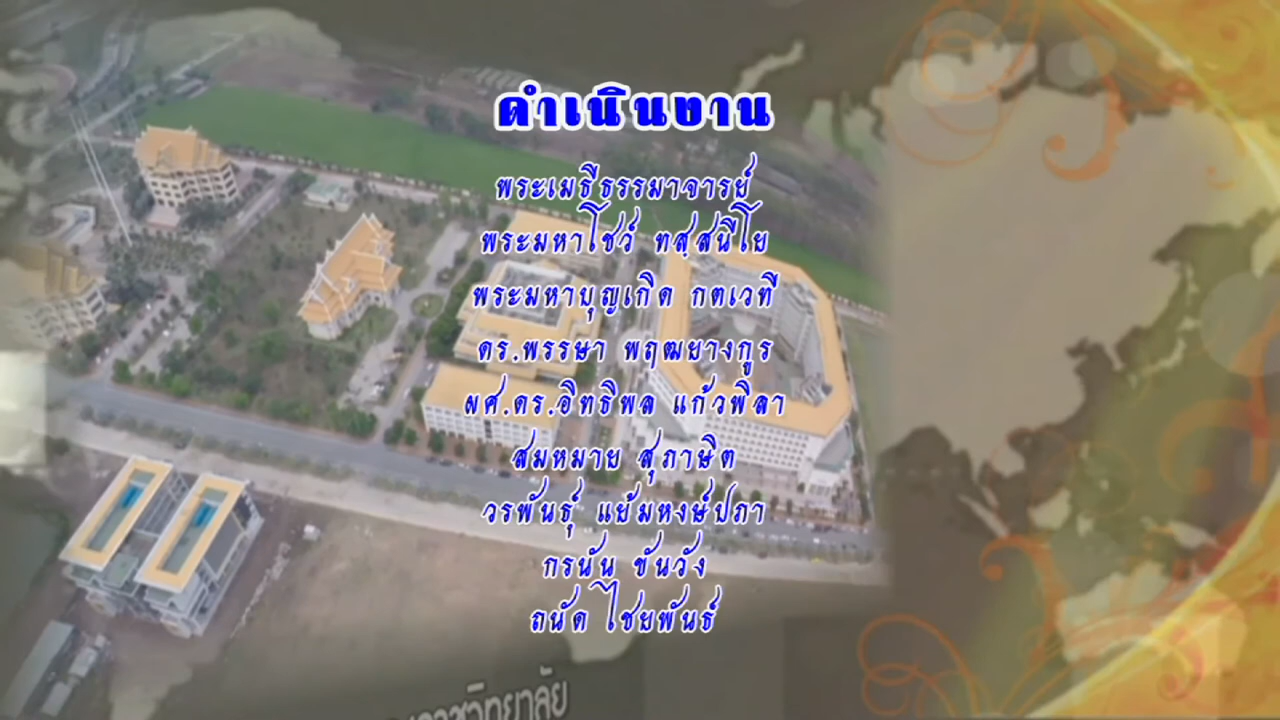 ดำเนินงาน
พระเมธีธรรมาจารย์
พระมหาโชว์ ทสฺสนีโย
พระมหาบุญเกิด กตเวที
ดร.พรรษา พฤฒยางกูร
ผศ.ดร.อิทธิพล แก้วพิลา
สมหมาย สุภาษิต
วรพันธุ์ แย้มหงษ์ปภา
กรนัน ขันวัง
ถนัด ไชยพันธ์